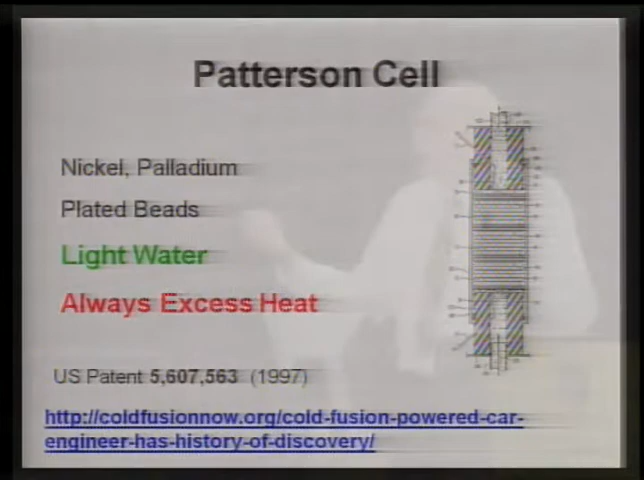 Patterson Cell
Nickel, Palladium
Plated Beads
Light Water
Always Excess Heat
US Patent 5,607,563 (1997)
http://coldfusionnow.org/cold-fusion-powered-car-
engineer-has-history-of-discovery/